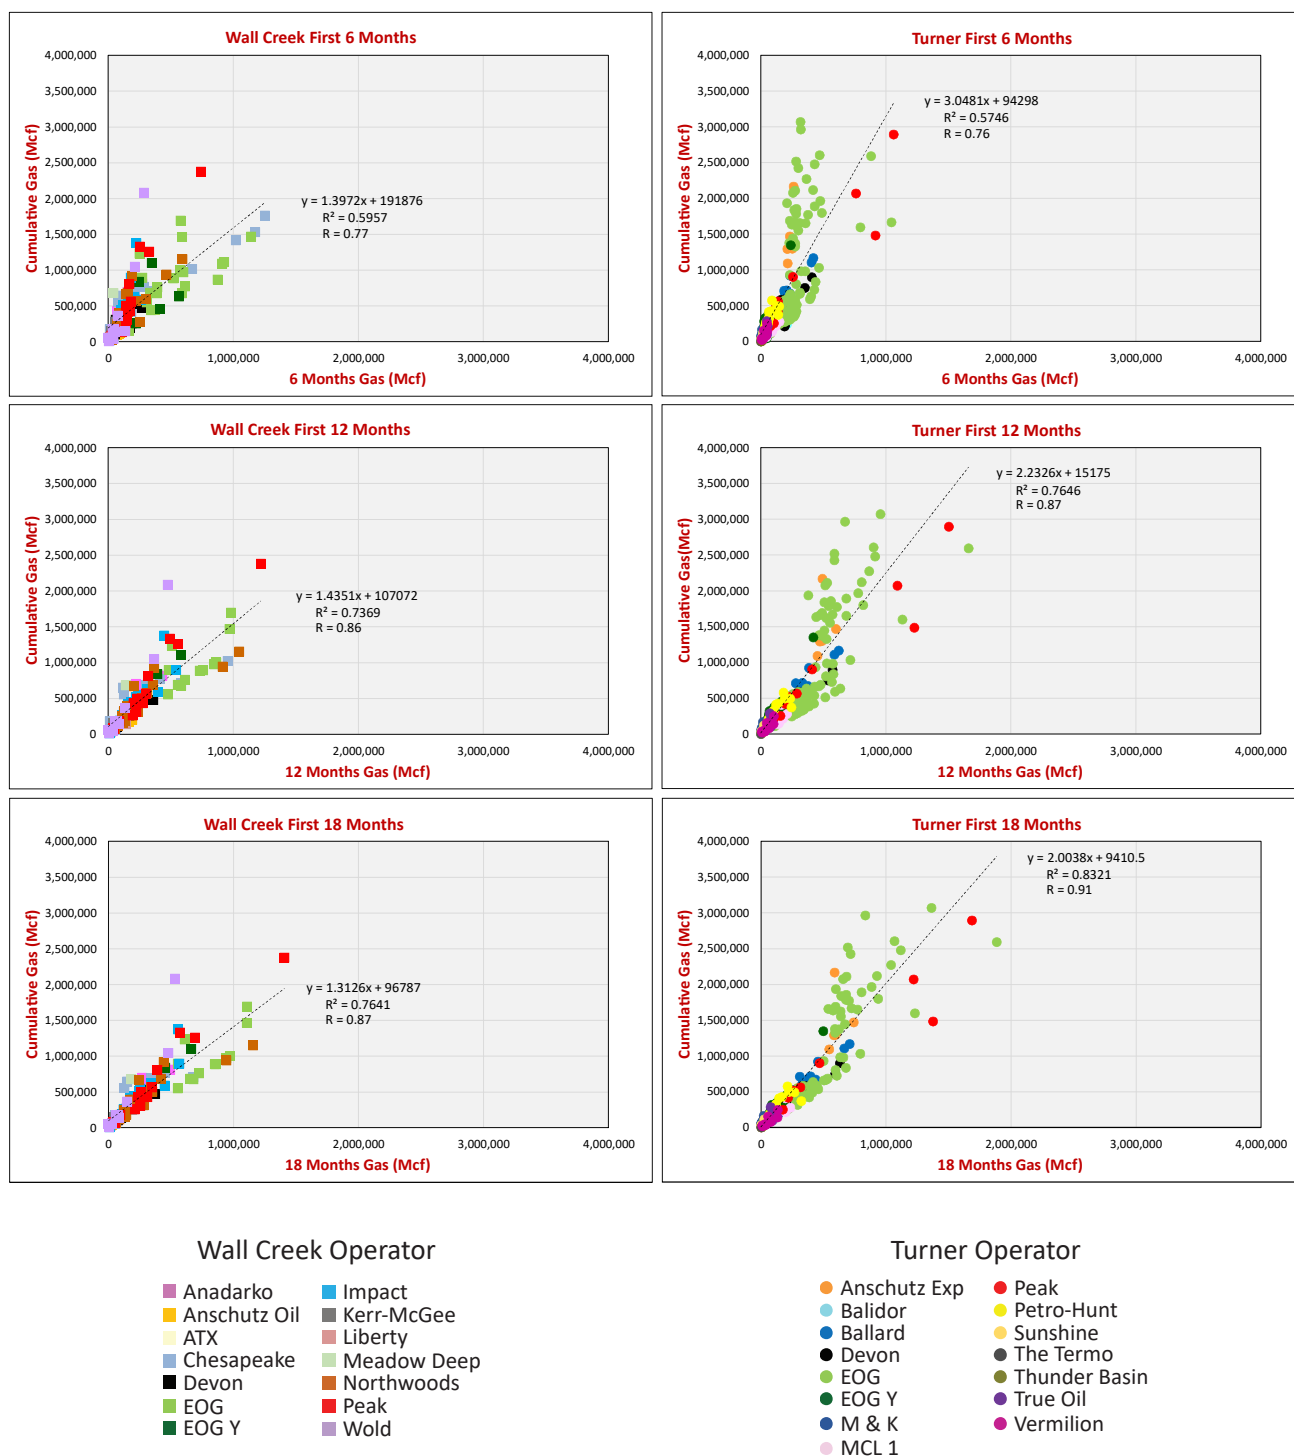 Wall Creek First 6 Months
4,000,000
3,500,000
3,000,000
2,500,000
2,000,000
1,500,000
1,000,000
500,000
0
Cumulative Gas (Mcf)
y = 1.3972x + 191876
R² = 0.5957
R = 0.77
0
1,000,000
2,000,000
3,000,000
4,000,000
6 Months Gas (Mcf)
Turner First 6 Months
4,000,000
3,500,000
3,000,000
2,500,000
2,000,000
1,500,000
1,000,000
500,000
0
Cumulative Gas (Mcf)
y = 3.0481x + 94298
R² = 0.5746
R = 0.76
0
1,000,000
2,000,000
3,000,000
4,000,000
6 Months Gas (Mcf)
Wall Creek First 12 Months
4,000,000
3,500,000
3,000,000
2,500,000
2,000,000
1,500,000
1,000,000
500,000
0
Cumulative Gas (Mcf)
y = 1.4351x + 107072
R² = 0.7369
R = 0.86
0
1,000,000
2,000,000
3,000,000
4,000,000
12 Months Gas (Mcf)
Turner First 12 Months
4,000,000
3,500,000
3,000,000
2,500,000
2,000,000
1,500,000
1,000,000
500,000
0
Cumulative Gas(Mcf)
y = 2.2326x + 15175
R² = 0.7646
R = 0.87
0
1,000,000
2,000,000
3,000,000
4,000,000
12 Months Gas (Mcf)
Wall Creek First 18 Months
4,000,000
3,500,000
3,000,000
2,500,000
2,000,000
1,500,000
1,000,000
500,000
0
Cumulative Gas (Mcf)
y = 1.3126x + 96787
R² = 0.7641
R = 0.87
0
1,000,000
2,000,000
3,000,000
4,000,000
18 Months Gas (Mcf)
Turner First 18 Months
4,000,000
3,500,000
3,000,000
2,500,000
2,000,000
1,500,000
1,000,000
500,000
0
Cumulative Gas (Mcf)
y = 2.0038x + 9410.5
R² = 0.8321
R = 0.91
0
1,000,000
2,000,000
3,000,000
4,000,000
18 Months Gas (Mcf)
Wall Creek Operator
Anadarko
Anschutz Oil
ATX
Chesapeake
Devon
EOG
EOG Y
Impact
Kerr-McGee
Liberty
Meadow Deep
Northwoods
Peak
Wold
Turner Operator
Anschutz Exp
Balidor
Ballard
Devon
EOG
EOG Y
M & K
MCL 1
Peak
Petro-Hunt
Sunshine
The Termo
Thunder Basin
True Oil
Vermilion